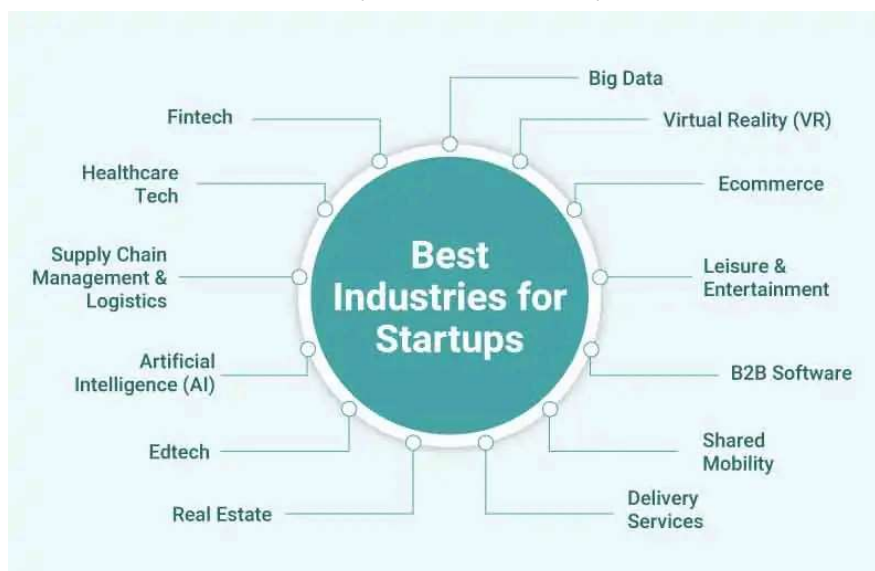 Best
Industries for
Startups
Big Data
Virtual Reality (VR)
Ecommerce
Leisure &
Entertainment
B2B Software
Shared
Mobility
Delivery
Services
Real Estate
Edtech
Artificial
Intelligence (AI)
Supply Chain
Management &
Logistics
Healthcare
Tech
Fintech